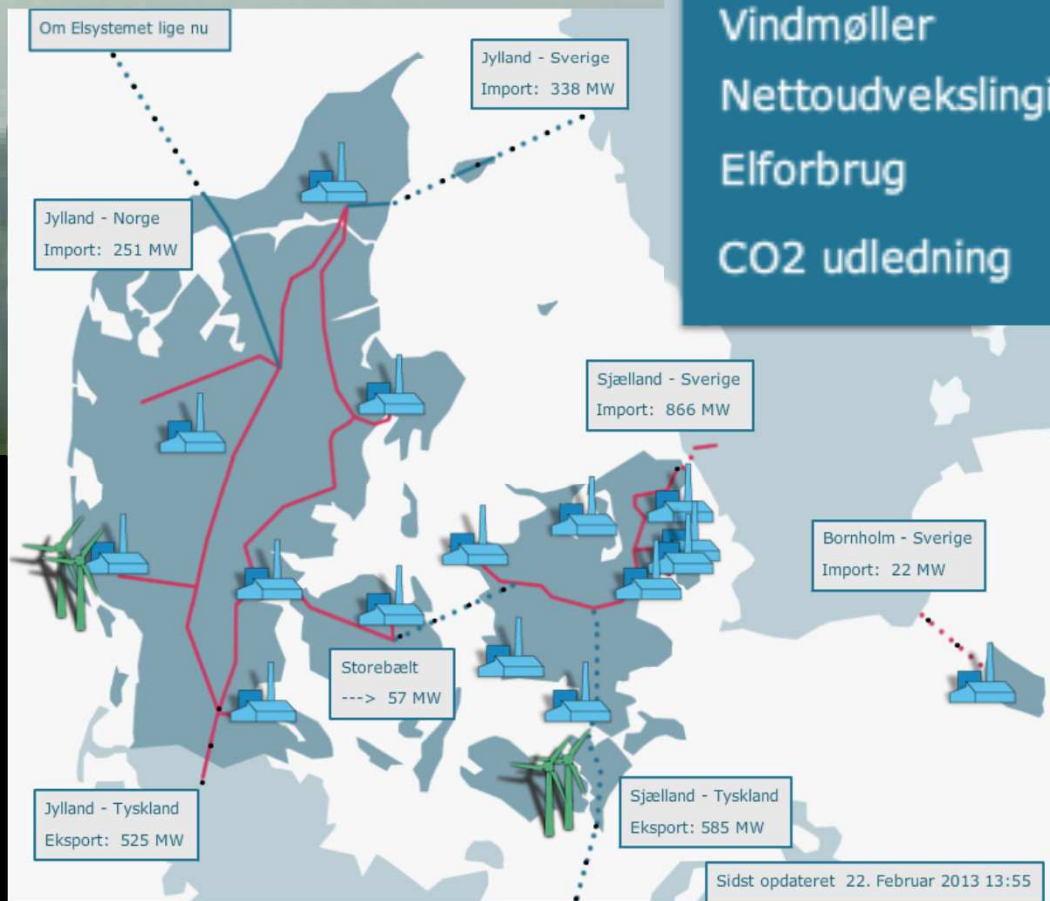 Om Elsystemet lige nu
Jylland - Sverige
Import: 338 MW
Vindmøller
Nettoudvekslingi
Elforbrug
CO2 udledning
Jylland - Norge
Import: 251 MW
Sjælland - Sverige
Import: 866 MW
Bornholm - Sverige
Import: 22 MW
Storebælt
---> 57 MW
Jylland - Tyskland
Eksport: 525 MW
Sjælland - Tyskland
Eksport: 585 MW
Sidst opdateret 22. Februar 2013 13:55